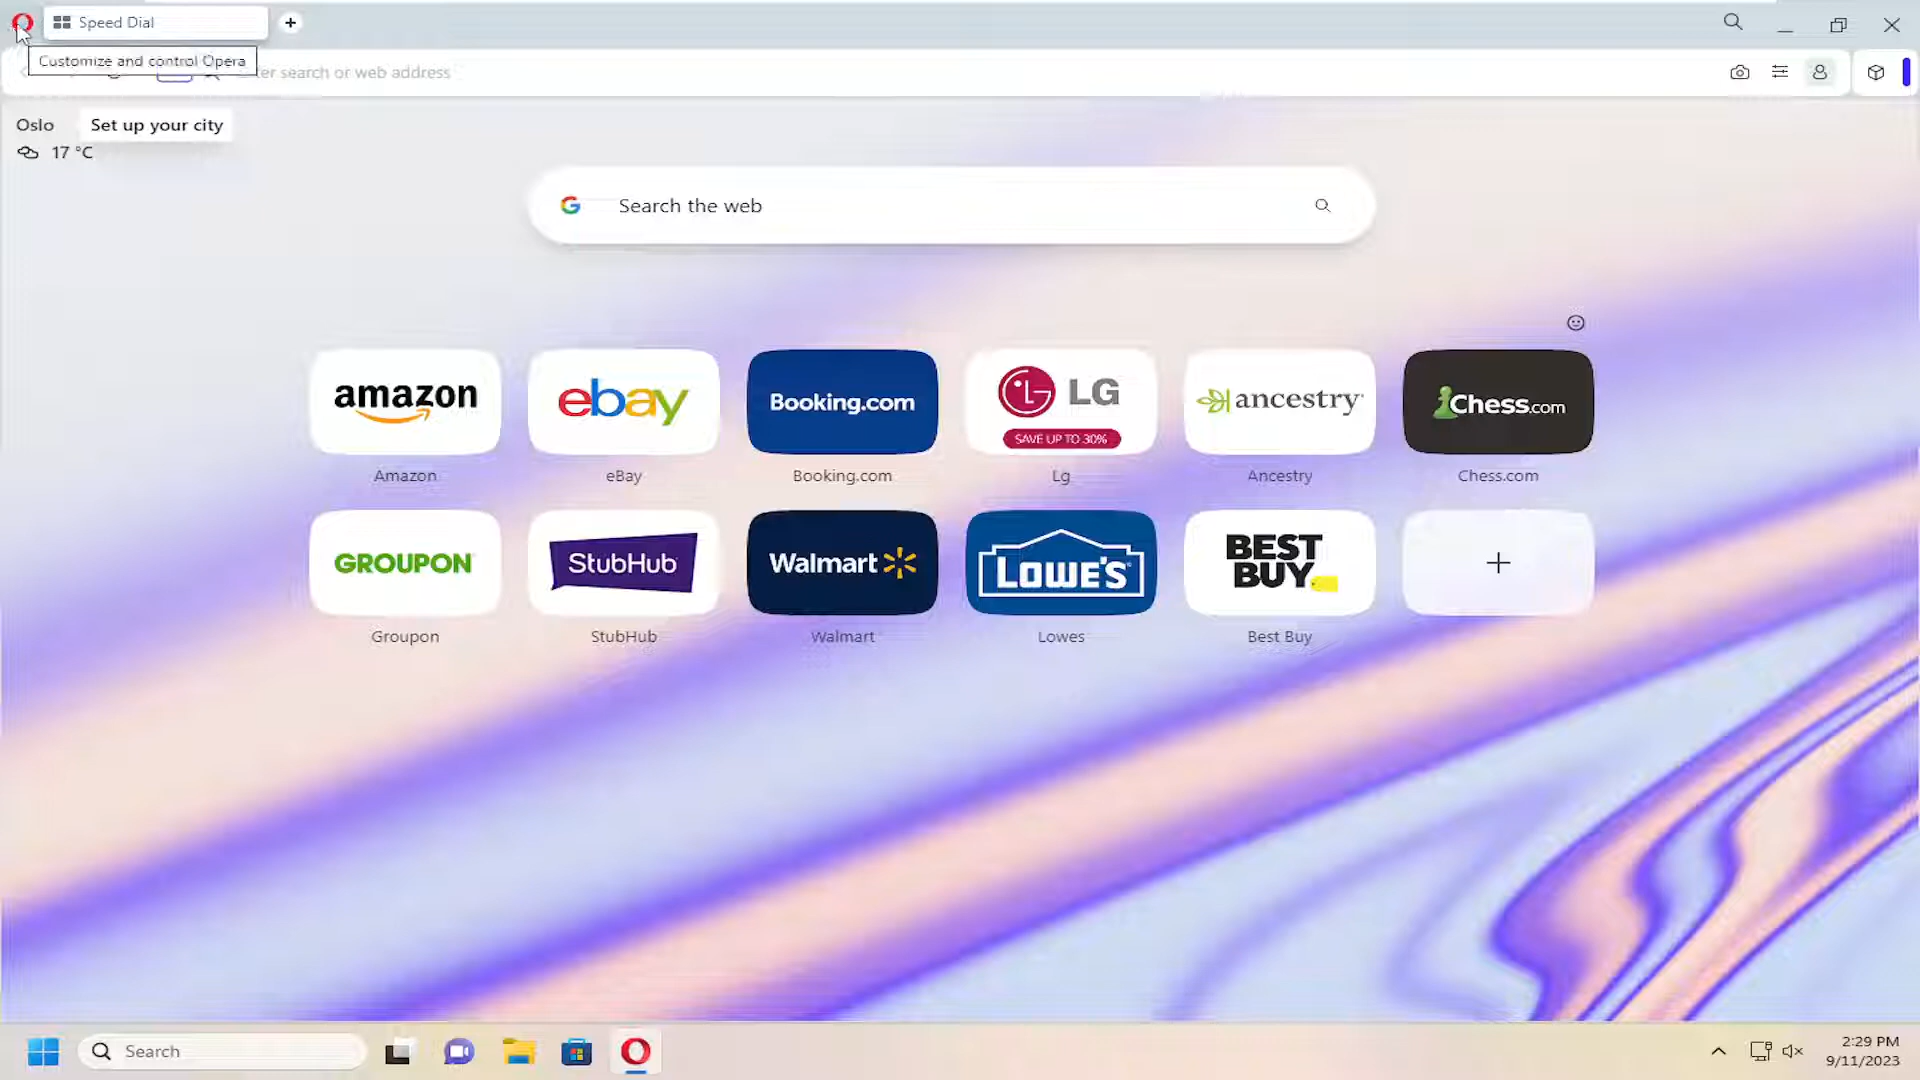 Speed Dial
Customize and control Opera
ter search or web address
Oslo
Set up your city
17 °C
Search the web
amazon
ebay
Booking.com
LG
SAVE UP TO 30%
ancestry
Chess.com
Amazon
eBay
Booking.com
Lg
Ancestry
Chess.com
GROUPON
StubHub
Walmart
LOWE'S
BEST
BUY
Groupon
StubHub
Walmart
Lowes
Best Buy
Search
2:29 PM
9/11/2023